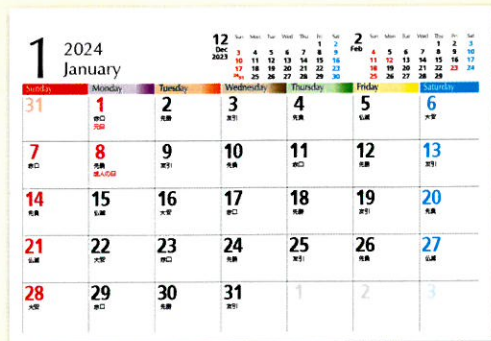 1
2024
January
12
Dec
2023
Sun Mon Tue Wed Thu Fri Sat
1 2
3 4 5 6 7 8 9
10 11 12 13 14 15 16
17 18 19 20 21 22 23
24/31 25 26 27 28 29 30
2
Feb
Sun Mon Tue Wed Thu Fri Sat
1 2 3
4 5 6 7 8 9 10
11 12 13 14 15 16 17
18 19 20 21 22 23 24
25 26 27 28 29
Sunday Monday Tuesday Wednesday Thursday Friday Saturday
31 1 2 3 4 5 6
赤口 先勝 友引 先負 仏滅 大安
元日
7 8 9 10 11 12 13
赤口 先勝 友引 先負 赤口 先勝 友引
成人の日
14 15 16 17 18 19 20
先負 仏滅 大安 赤口 先勝 友引 先負
21 22 23 24 25 26 27
仏滅 大安 赤口 先勝 友引 先負 仏滅
28 29 30 31 1 2 3
大安 赤口 先勝 友引